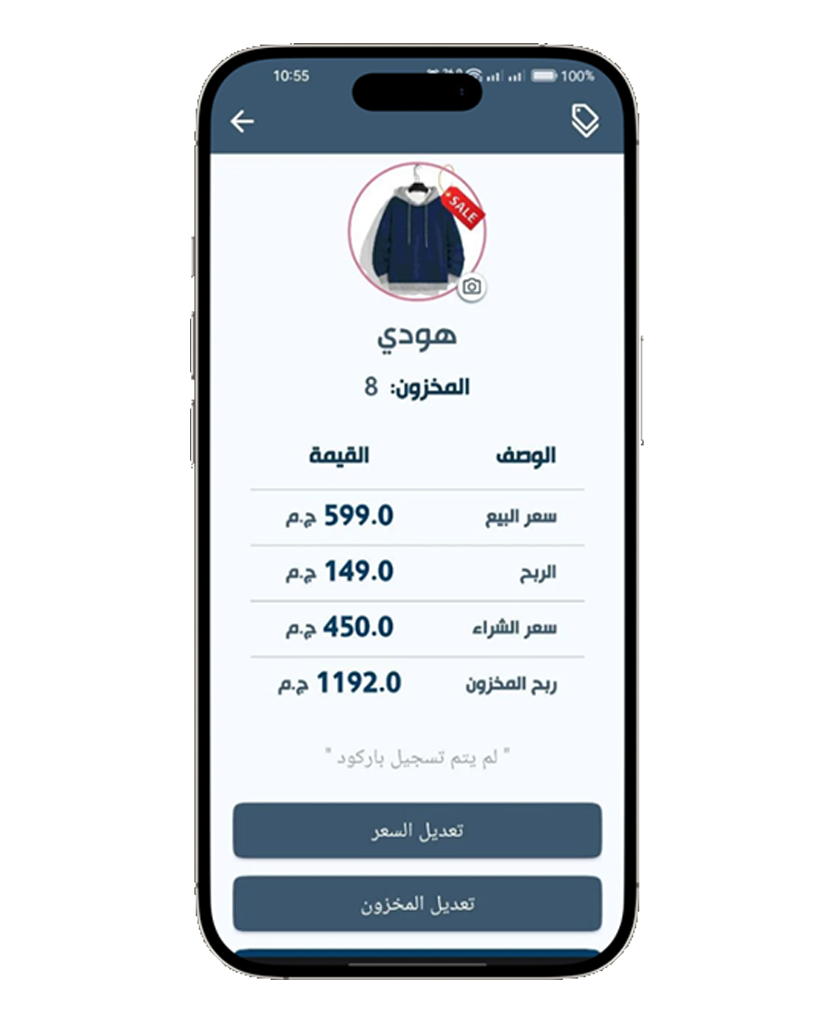 10:55
100%
SALE
هودي
المخزون: 8
الوصف القيمة
سعر البيع 599.0 ج.م
الربح 149.0 ج.م
سعر الشراء 450.0 ج.م
ربح المخزون 1192.0 ج.م
" لم يتم تسجيل باركود "
تعديل السعر
تعديل المخزون